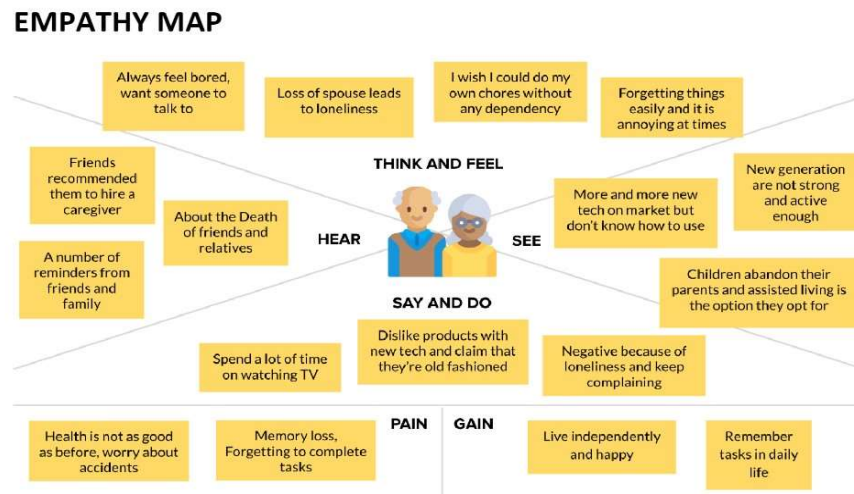 EMPATHY MAP
Always feel bored,
want someone to
talk to
Loss of spouse leads
to loneliness
I wish I could do my
own chores without
any dependency
Forgetting things
easily and it is
annoying at times
THINK AND FEEL
Friends
recommended
them to hire a
caregiver
About the Death
of friends and
relatives
A number of
reminders from
friends and
family
HEAR
SEE
More and more new
tech on market but
don't know how to use
New generation
are not strong
and active
enough
Children abandon their
parents and assisted living is
the option they opt for
SAY AND DO
Spend a lot of time
on watching TV
Dislike products with
new tech and claim that
they're old fashioned
Negative because of
loneliness and keep
complaining
PAIN
Health is not as good
as before, worry about
accidents
Memory loss,
Forgetting to complete
tasks
GAIN
Live independently
and happy
Remember
tasks in daily
life